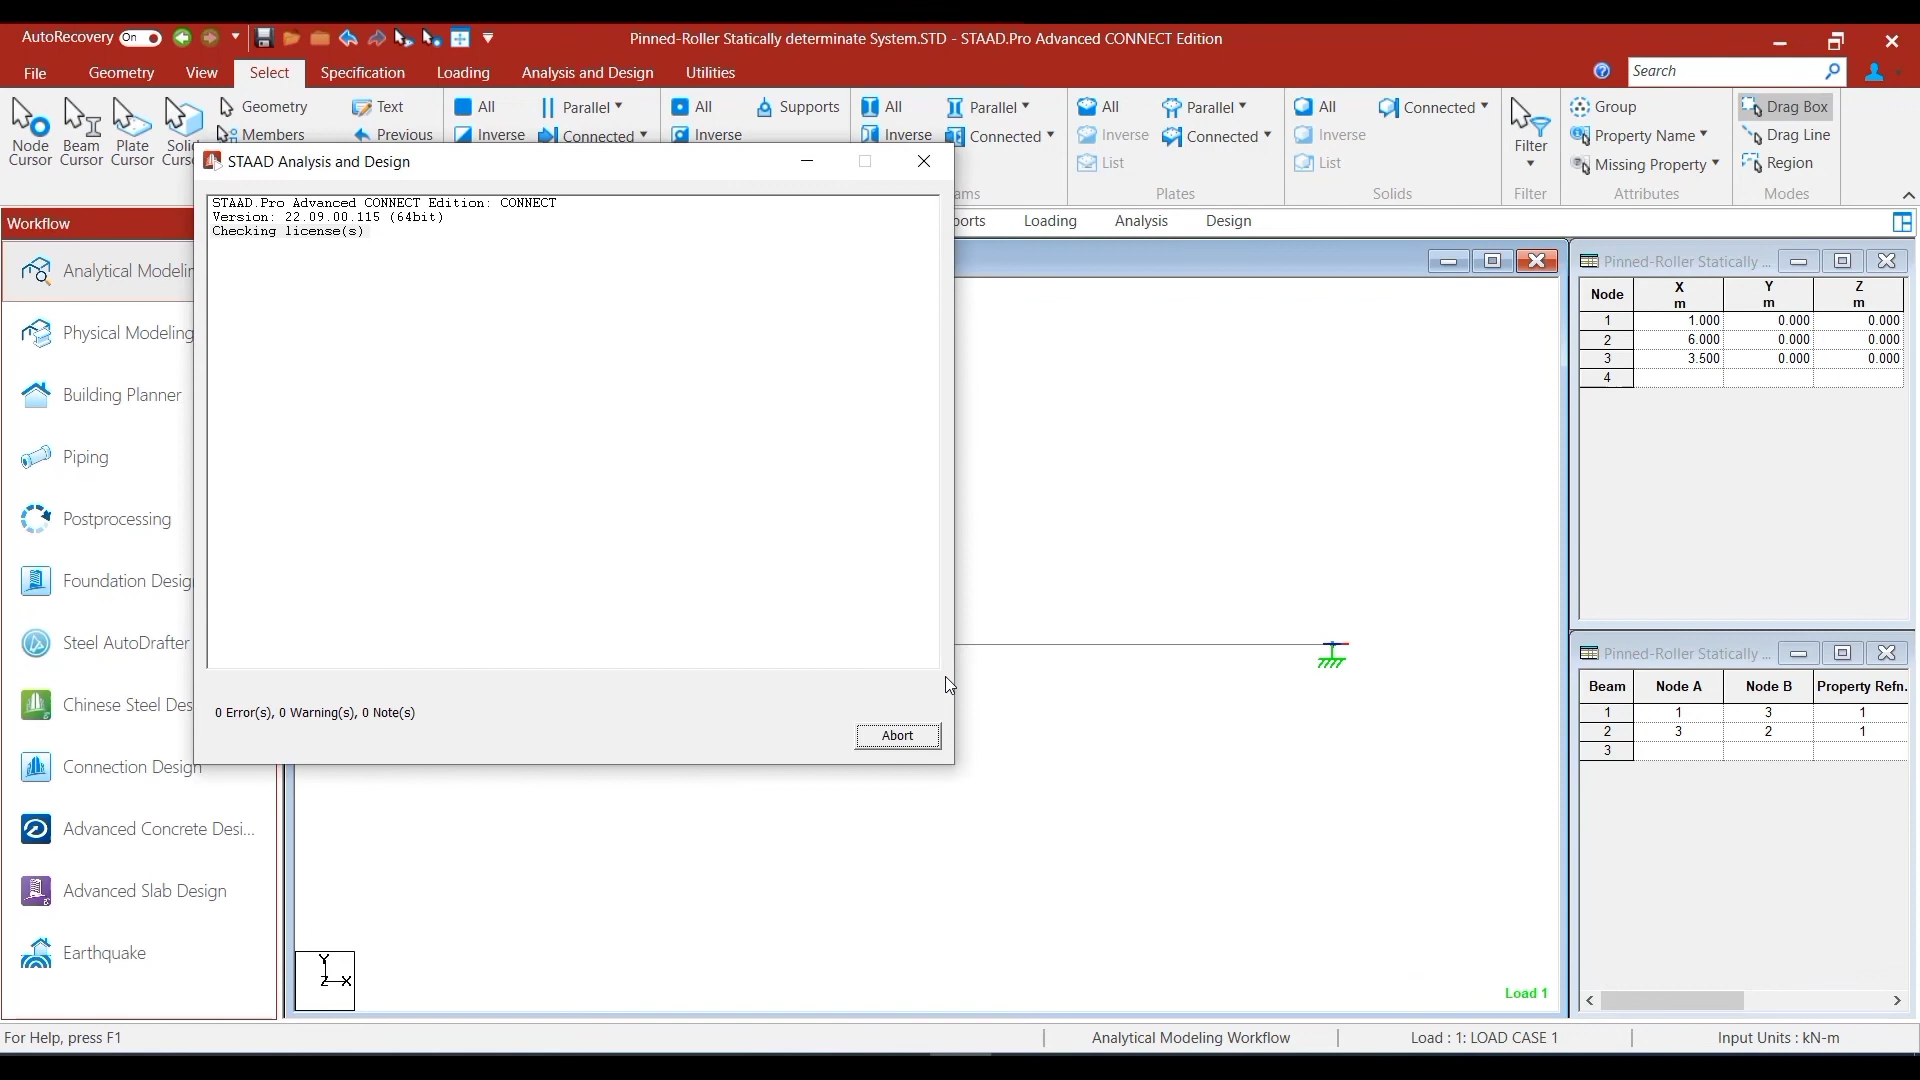 AutoRecovery On
Pinned-Roller Statically determinate System.STD - STAAD.Pro Advanced CONNECT Edition
File Geometry View Select Specification Loading Analysis and Design Utilities
Search
Node Cursor
Beam Cursor
Plate Cursor
Solid
Geometry
Members
Text
Previous
All
Inverse
Parallel
Connected
All
Inverse
Supports
All
Inverse
Parallel
Connected
All
Inverse
List
Parallel
Connected
Plates
All
Inverse
List
Connected
Solids
Filter
Filter
Group
Property Name
Missing Property
Attributes
Drag Box
Drag Line
Region
Modes
Loading Analysis Design
Workflow
Analytical Modelin
Physical Modeling
Building Planner
Piping
Postprocessing
Foundation Desig
Steel AutoDrafter
Chinese Steel Des
Connection Design
Advanced Concrete Desi...
Advanced Slab Design
Earthquake
STAAD Analysis and Design
STAAD.Pro Advanced CONNECT Edition: CONNECT
Version: 22.09.00.115 (64bit)
Checking license(s)
0 Error(s), 0 Warning(s), 0 Note(s)
Abort
Y
Z X
Load 1
Pinned-Roller Statically ...
Node X m Y m Z m
1 1.000 0.000 0.000
2 6.000 0.000 0.000
3 3.500 0.000 0.000
4
Pinned-Roller Statically ...
Beam Node A Node B Property Refn.
1 1 3 1
2 3 2 1
3
For Help, press F1
Analytical Modeling Workflow
Load : 1: LOAD CASE 1
Input Units : kN-m